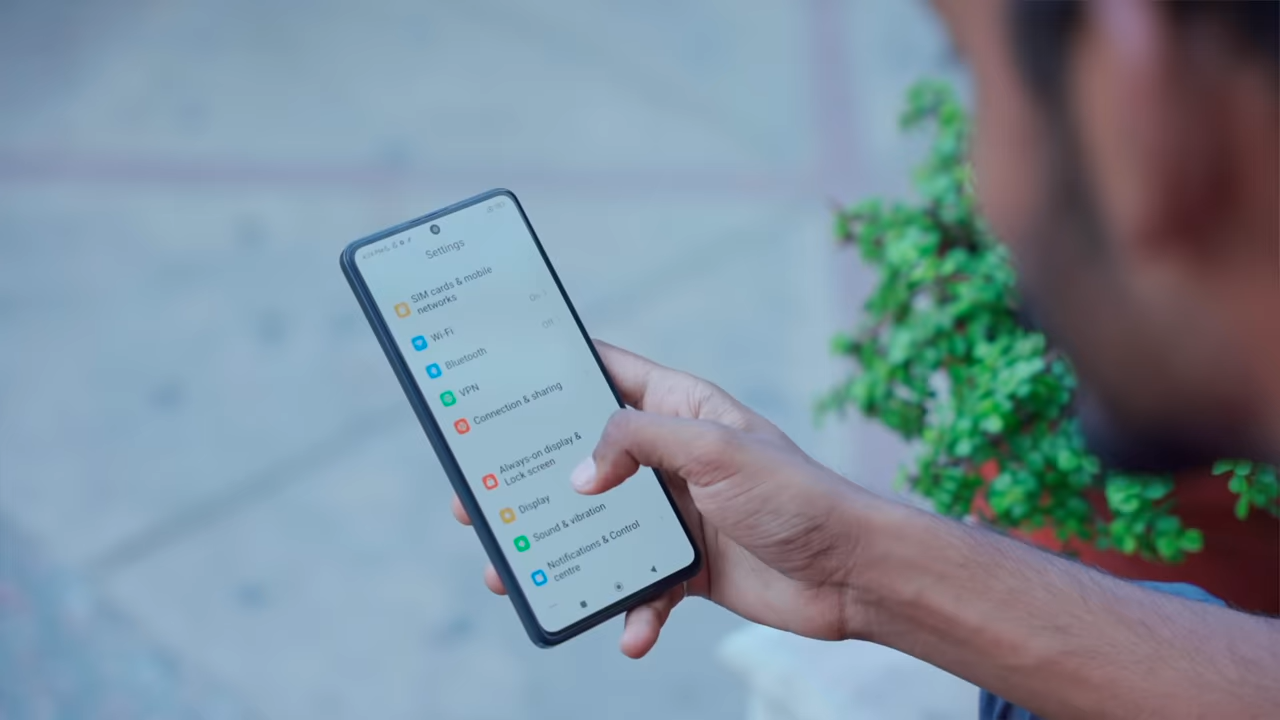 Settings
SIM cards & mobile
networks
Wi-Fi
On
Bluetooth
Off
VPN
Connection & sharing
Always-on display &
Lock screen
Display
Sound & vibration
Notifications & Control
centre